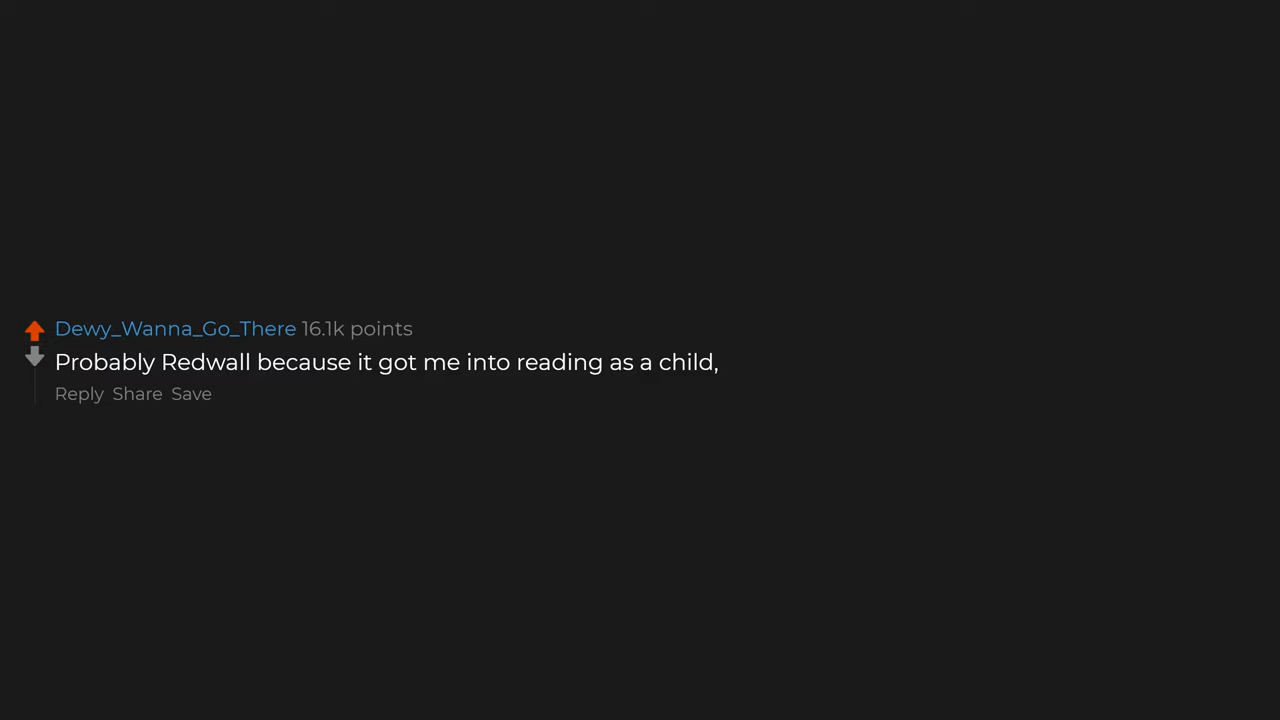 Dewy_Wanna_Go_There 16.1k points
Probably Redwall because it got me into reading as a child,
Reply Share Save